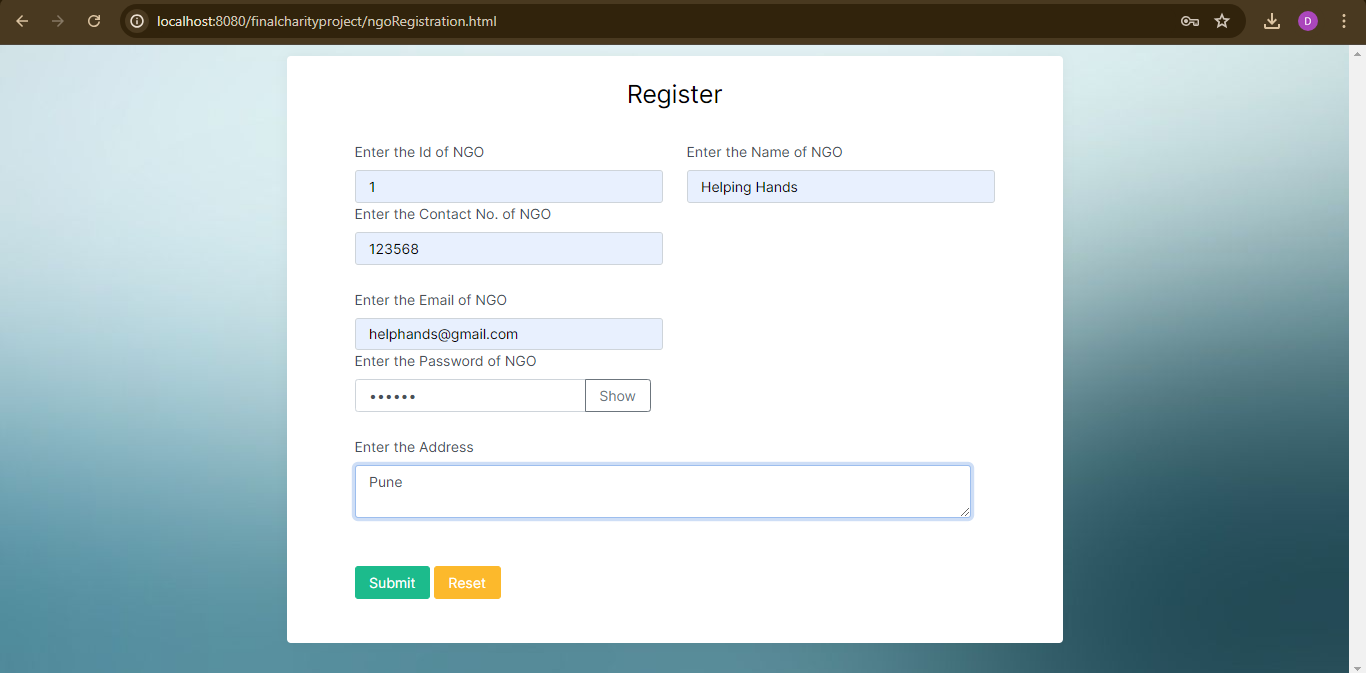 localhost:8080/finalcharityproject/ngoRegistration.html
D
Register
Enter the Id of NGO
Enter the Name of NGO
1
Helping Hands
Enter the Contact No. of NGO
123568
Enter the Email of NGO
helphands@gmail.com
Enter the Password of NGO
••••••
Show
Enter the Address
Pune
Submit Reset